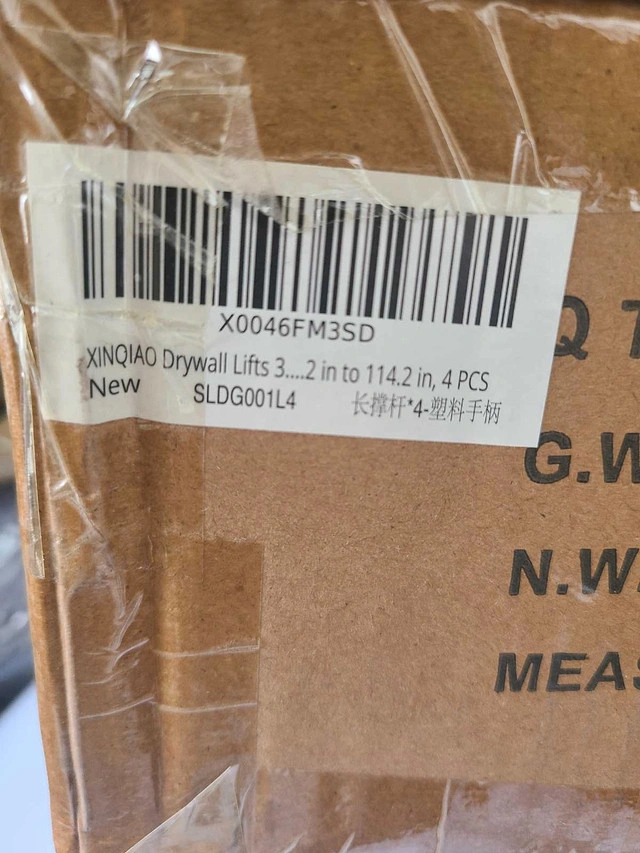 X0046FM3SD
XINQIAO Drywall Lifts 3....2 in to 114.2 in, 4 PCS
New SLDG001L4 长撑杆*4-塑料手柄
Q
G.W
N.W
MEAS